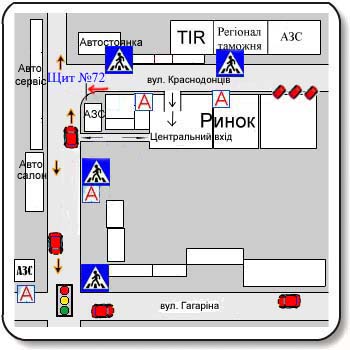 Автостоянка
TIR
Регіонал
таможня
АЗС
Авто
сервіс
Щит №72
вул. Краснодонців
А
А
АЗС
Ринок
Центральний вхід
Авто
салон
А
АЗС
А
вул. Гагаріна